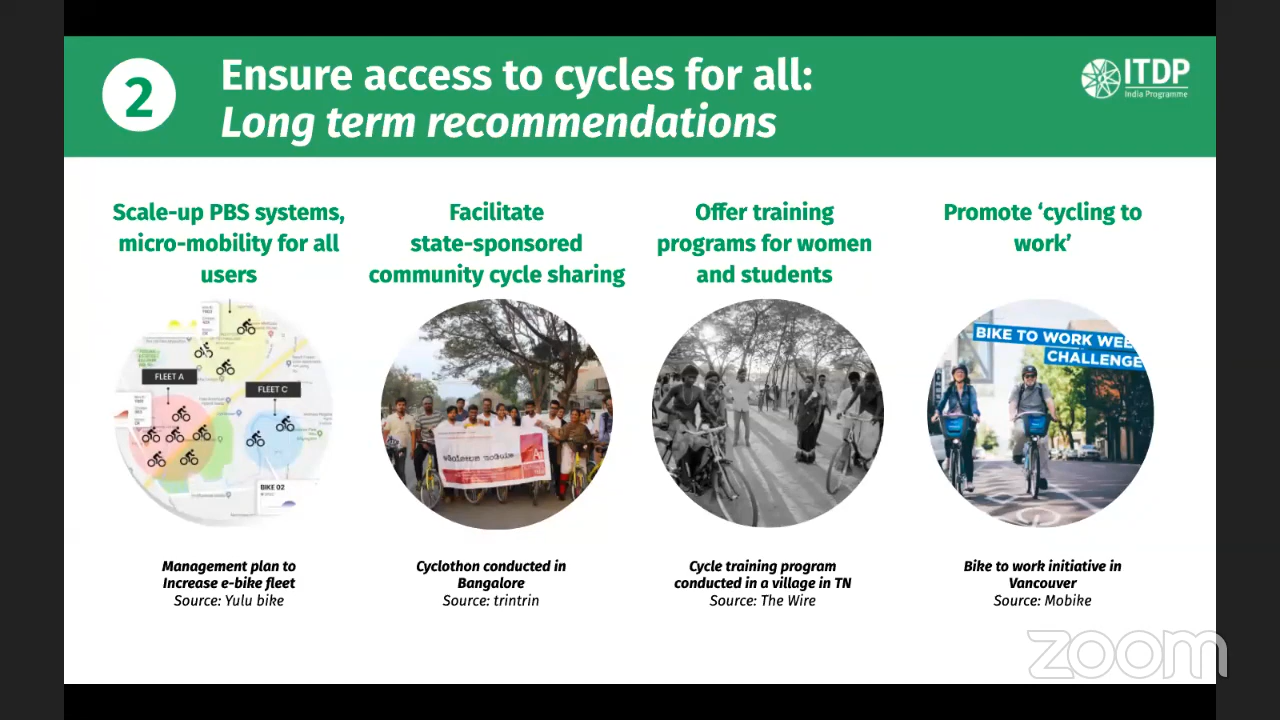 2
Ensure access to cycles for all:
Long term recommendations
ITDP
India Programme
Scale-up PBS systems,
micro-mobility for all
users
Facilitate
state-sponsored
community cycle sharing
Offer training
programs for women
and students
Promote ‘cycling to
work’
FLEET A
FLEET C
BIKE 02
BIKE TO WORK WEE
CHALLENGE
Management plan to
Increase e-bike fleet
Source: Yulu bike
Cyclothon conducted in
Bangalore
Source: trintrin
Cycle training program
conducted in a village in TN
Source: The Wire
Bike to work initiative in
Vancouver
Source: Mobike
zoom